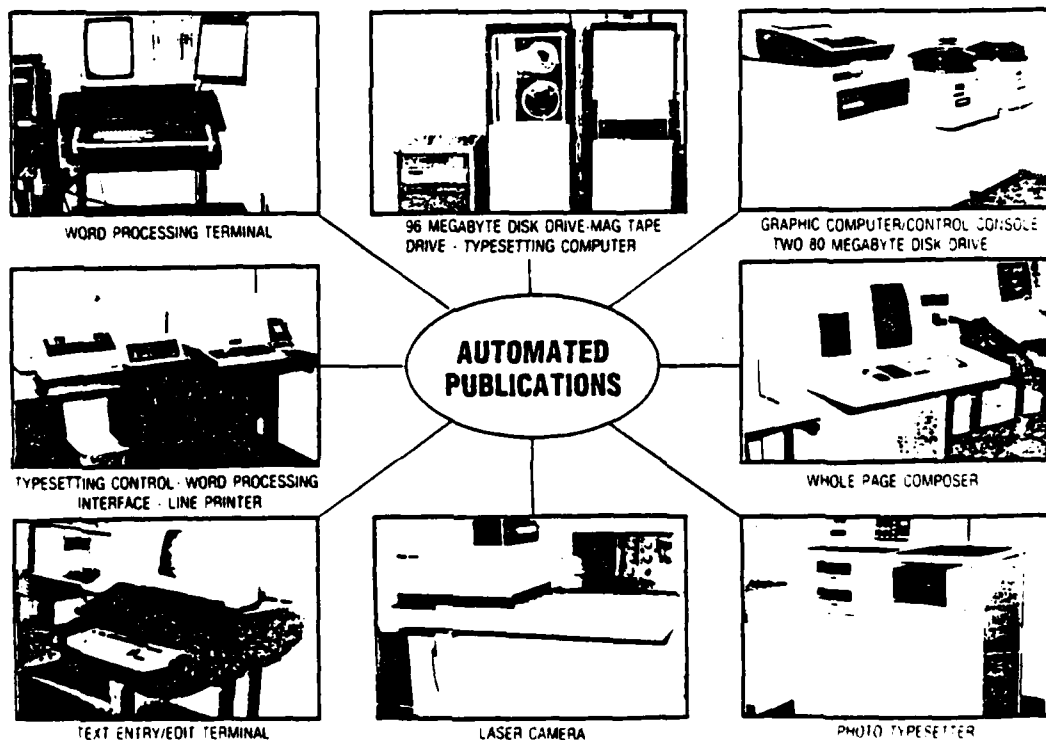 WORD PROCESSING TERMINAL
96 MEGABYTE DISK DRIVE-MAG TAPE
DRIVE - TYPESETTING COMPUTER
GRAPHIC COMPUTER/CONTROL CONSOLE
TWO 80 MEGABYTE DISK DRIVE
AUTOMATED
PUBLICATIONS
TYPESETTING CONTROL - WORD PROCESSING
INTERFACE - LINE PRINTER
WHOLE PAGE COMPOSER
TEXT ENTRY/EDIT TERMINAL
LASER CAMERA
PHOTO TYPESETTER